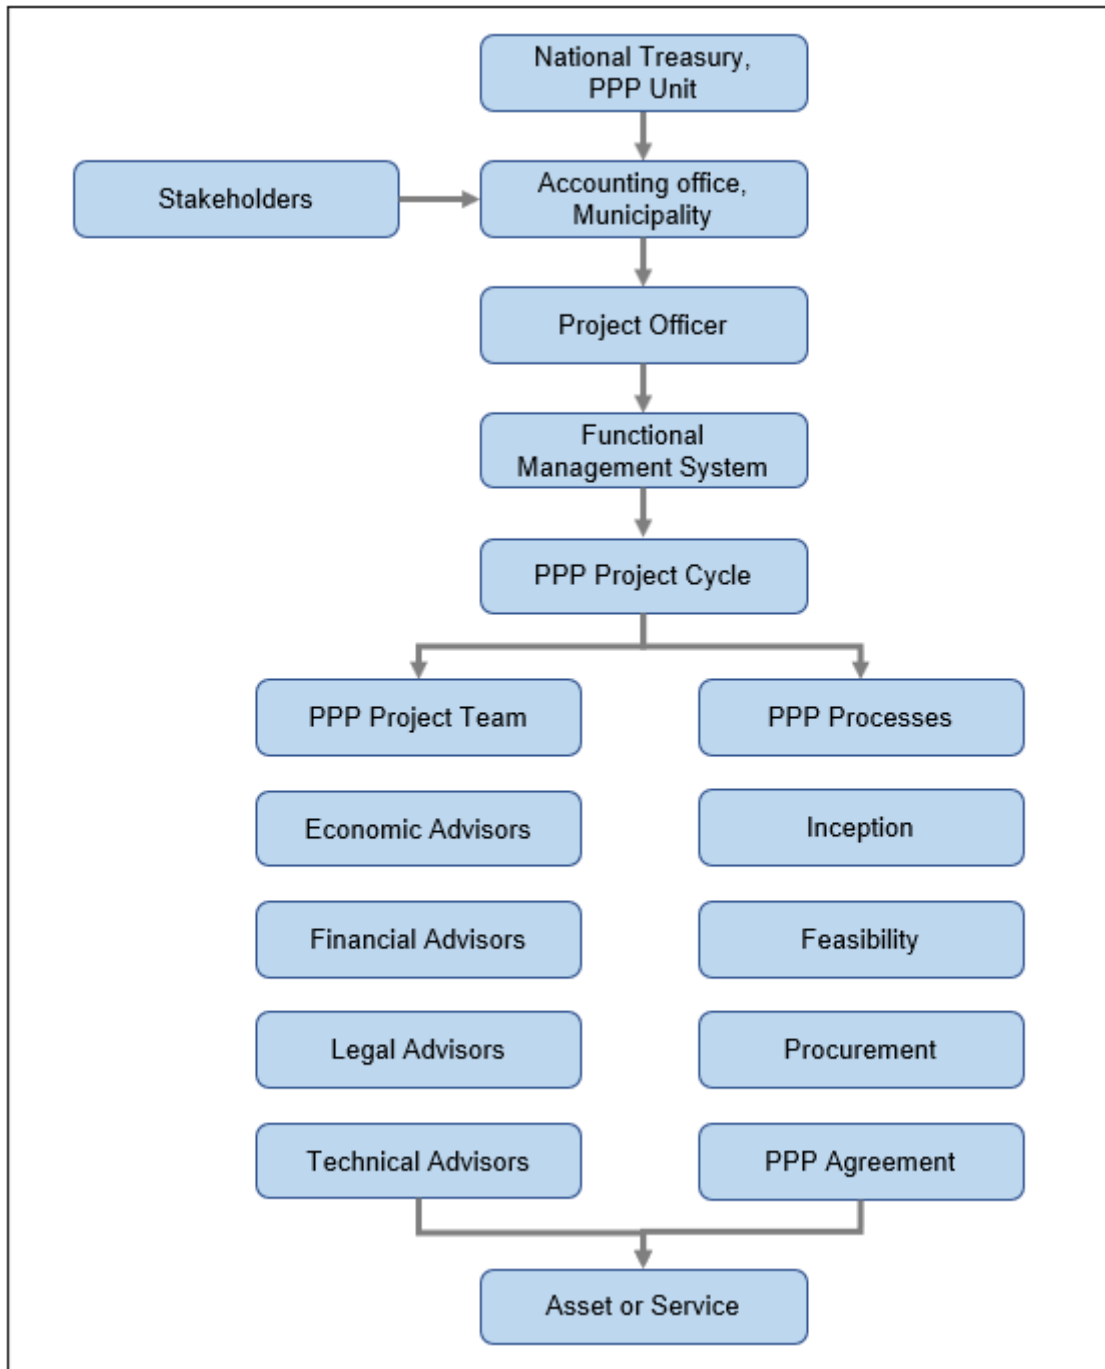 National Treasury,
PPP Unit
Stakeholders
Accounting office,
Municipality
Project Officer
Functional
Management System
PPP Project Cycle
PPP Project Team
PPP Processes
Economic Advisors
Inception
Financial Advisors
Feasibility
Legal Advisors
Procurement
Technical Advisors
PPP Agreement
Asset or Service